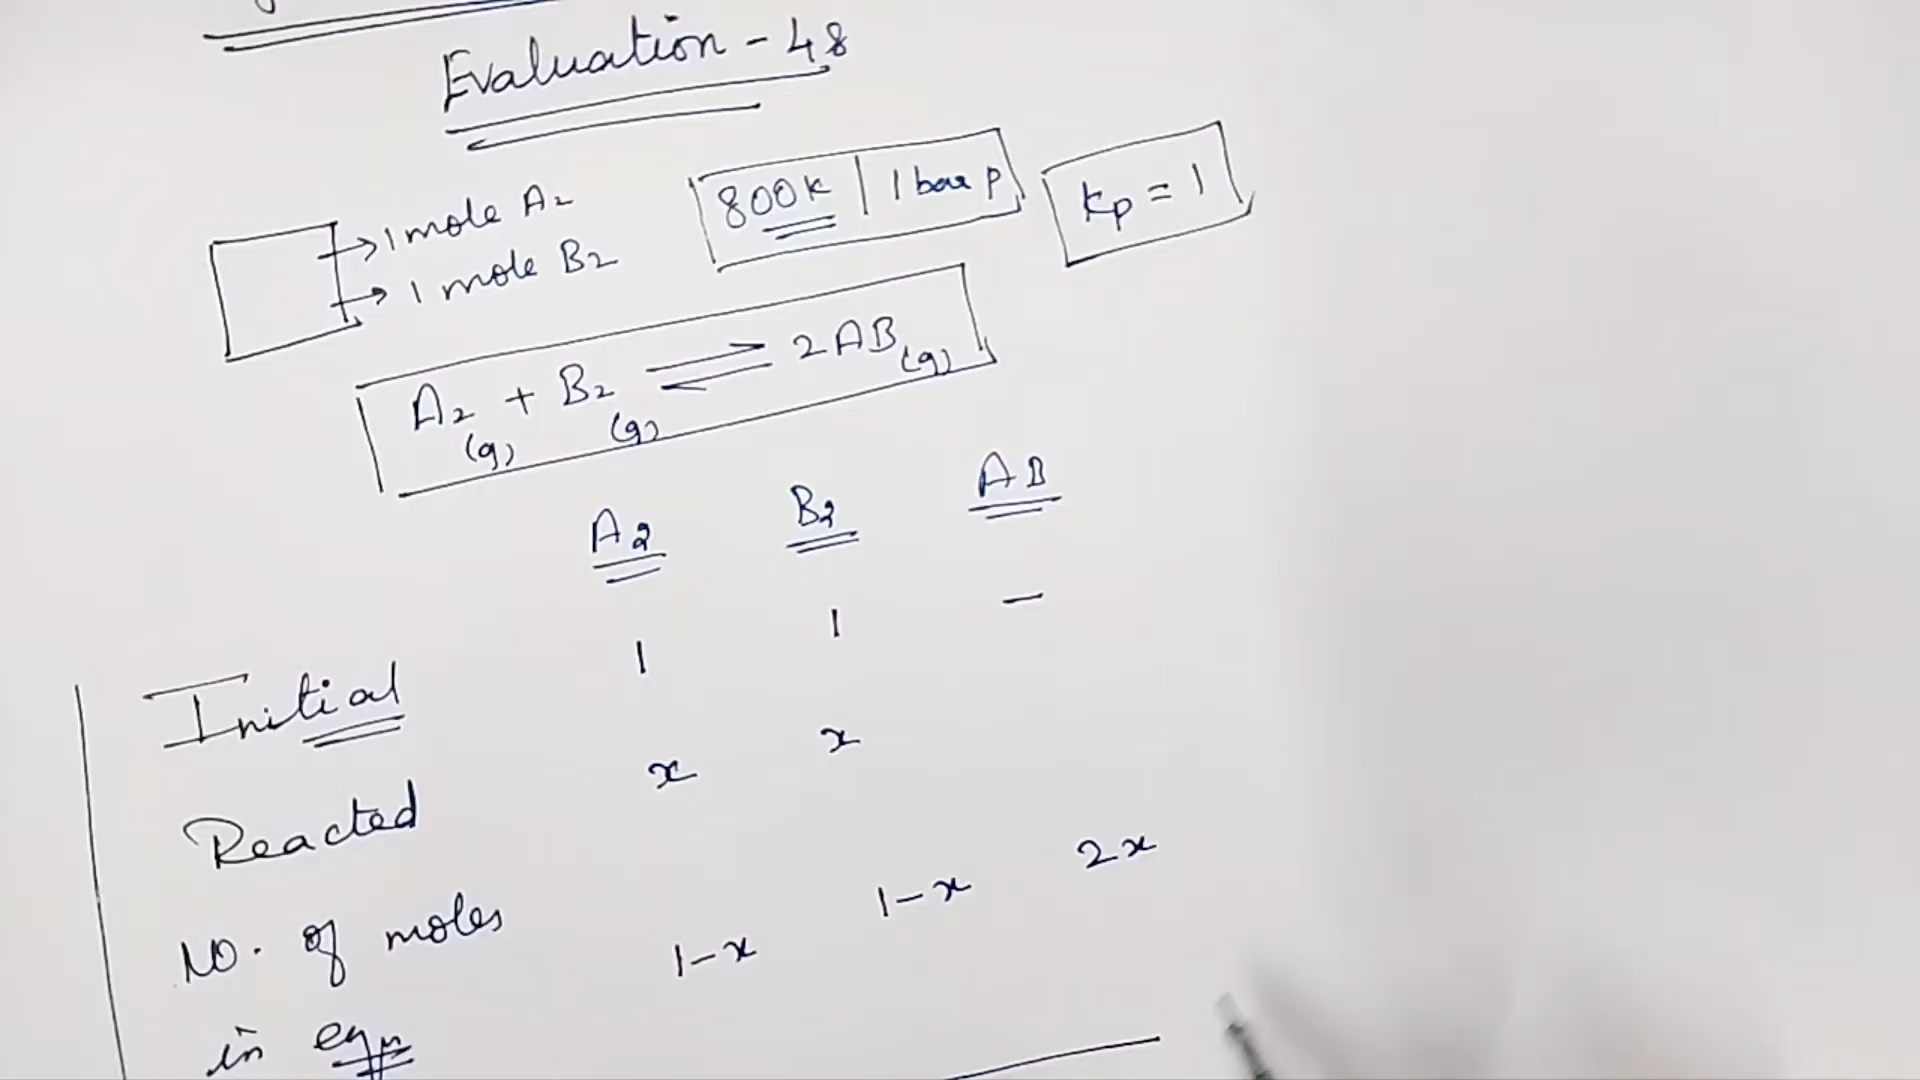 Evaluation - 48
→ 1 mole A₂
→ 1 mole B₂
800K | 1 bar P
Kp = 1
A₂(g) + B₂(g) ⇌ 2AB(g)
A₂ B₂ AB
Initial 1 1 —
Reacted x x
NO. of moles 1-x 1-x 2x
in eqm